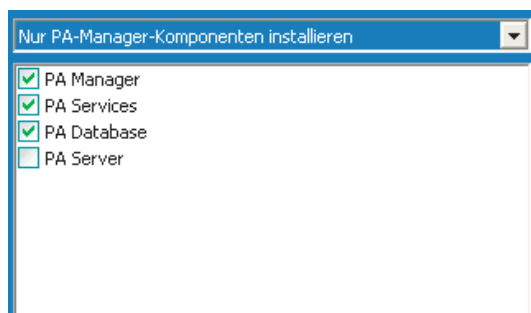 Nur PA-Manager-Komponenten installieren
PA Manager
PA Services
PA Database
PA Server